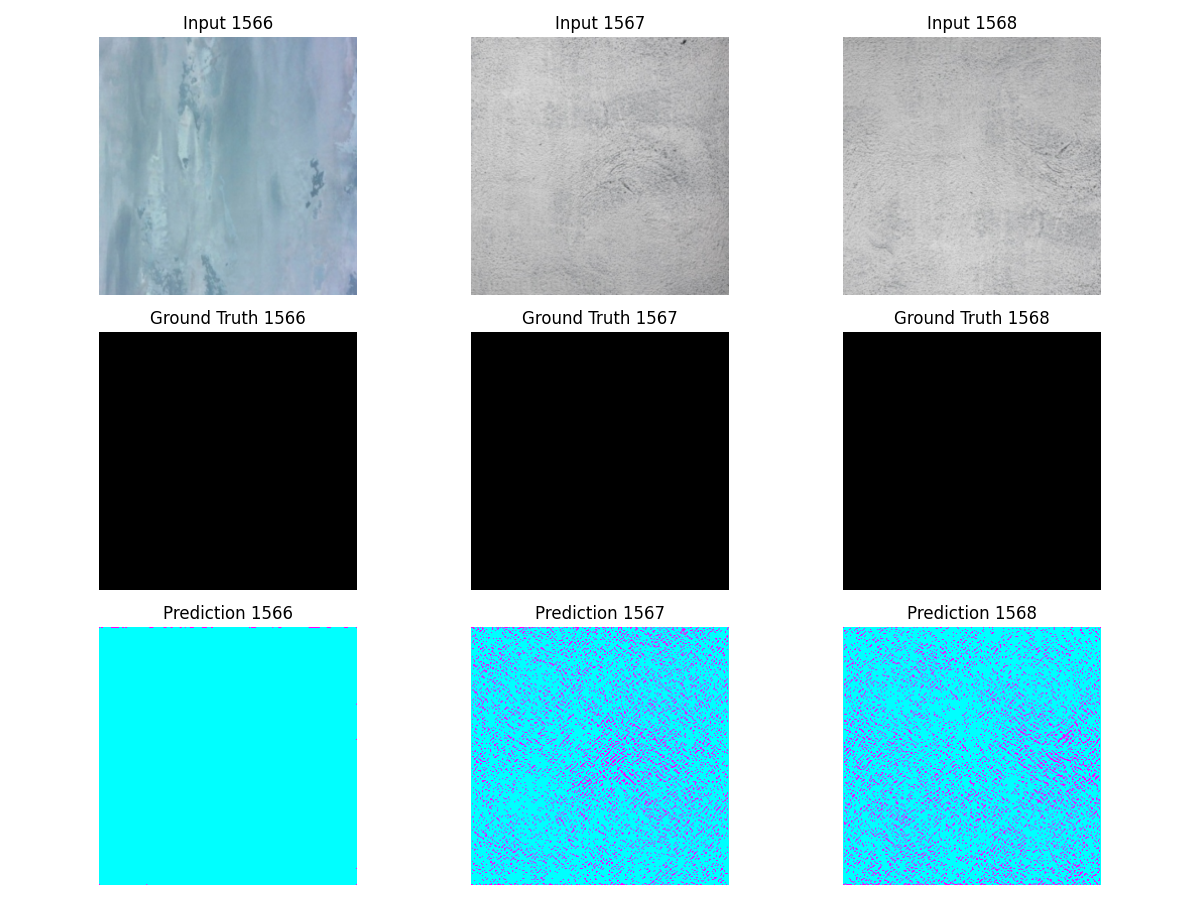 Input 1566
Input 1567
Input 1568
Ground Truth 1566
Ground Truth 1567
Ground Truth 1568
Prediction 1566
Prediction 1567
Prediction 1568